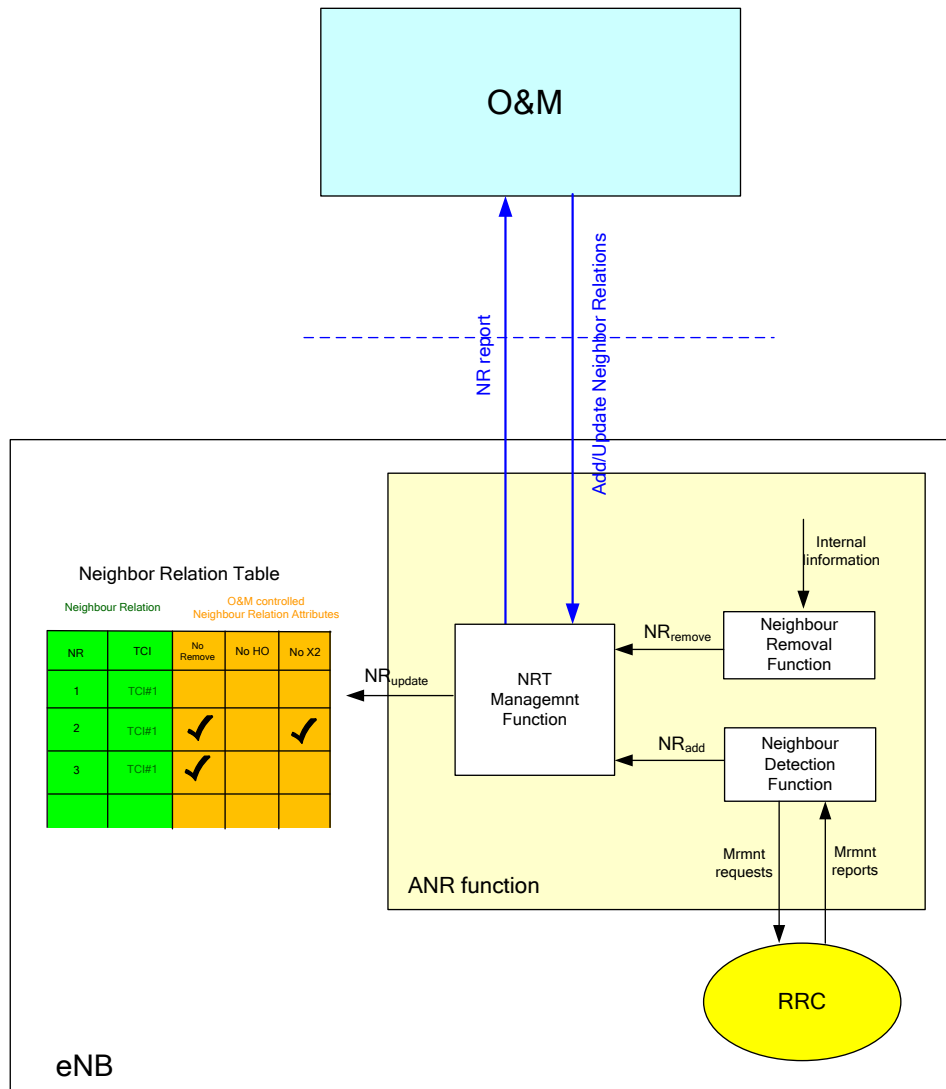 O&M
NR report
Add/Update Neighbor Relations
Internal
Iinformation
Neighbor Relation Table
Neighbour Relation
O&M controlled
Neighbour Relation Attributes
NR TCI No Remove No HO No X2
1 TCI#1
2 TCI#1
3 TCI#1
NRupdate
NRT
Managemnt
Function
NRremove
Neighbour
Removal
Function
NRadd
Neighbour
Detection
Function
Mrmnt
requests
Mrmnt
reports
ANR function
RRC
eNB